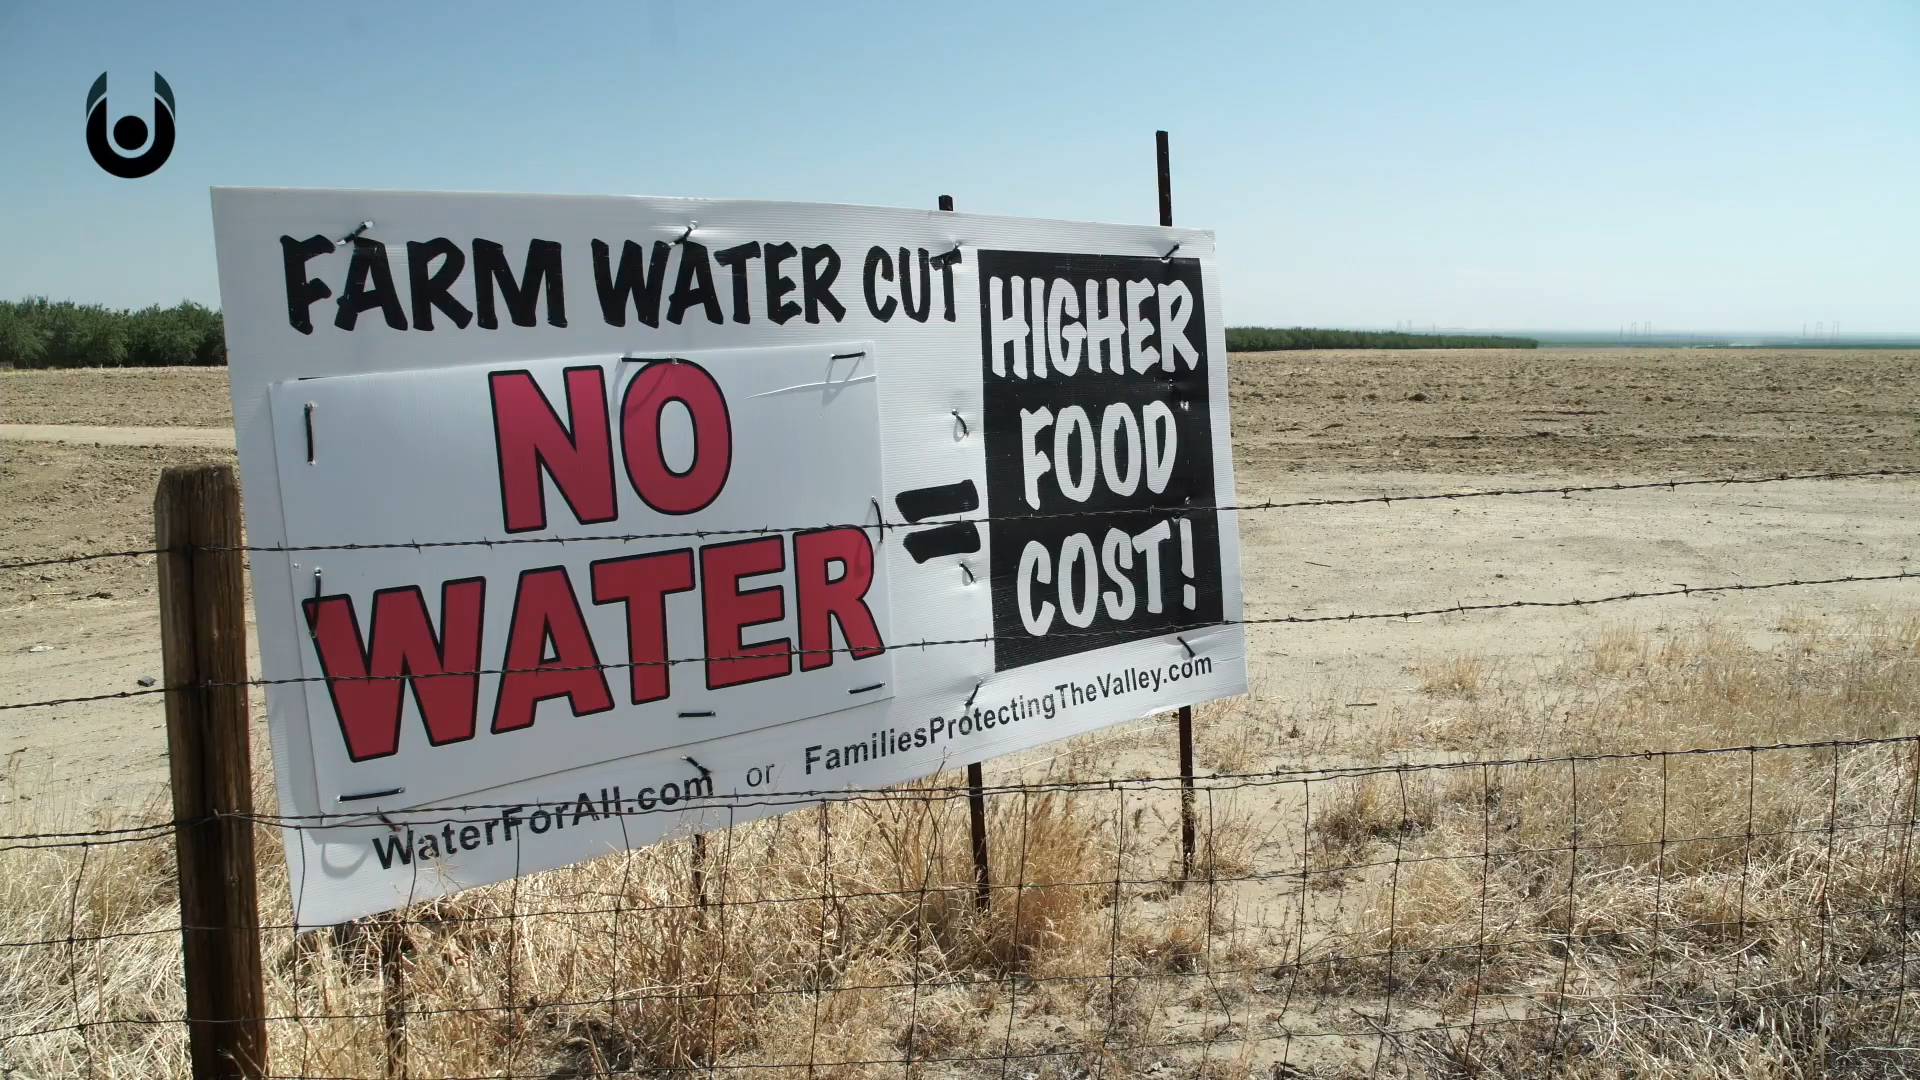 FARM WATER CUT
NO
WATER
=
HIGHER
FOOD
COST!
WaterForAll.com or FamiliesProtectingTheValley.com